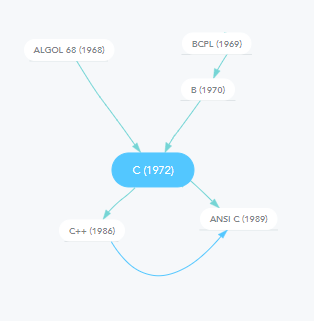 ALGOL 68 (1968)
BCPL (1969)
B (1970)
C (1972)
C++ (1986)
ANSI C (1989)